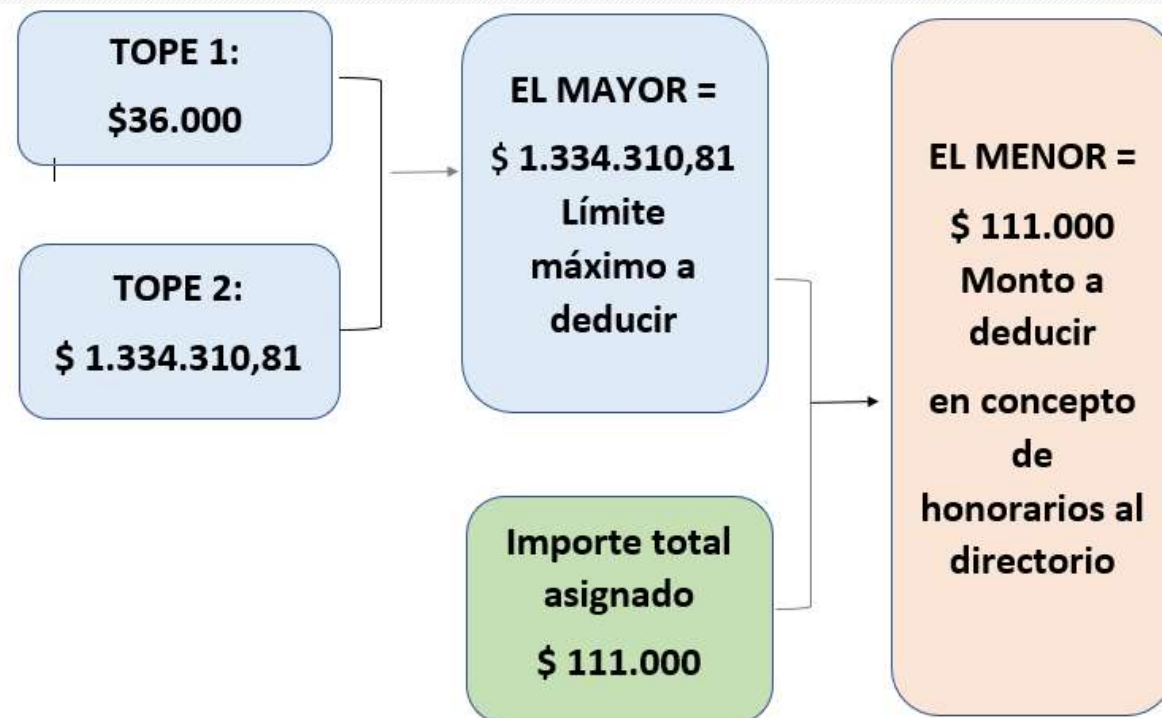 TOPE 1:
$36.000
TOPE 2:
$ 1.334.310,81
EL MAYOR =
$ 1.334.310,81
Límite
máximo a
deducir
Importe total
asignado
$ 111.000
EL MENOR =
$ 111.000
Monto a
deducir
en concepto
de
honorarios al
directorio